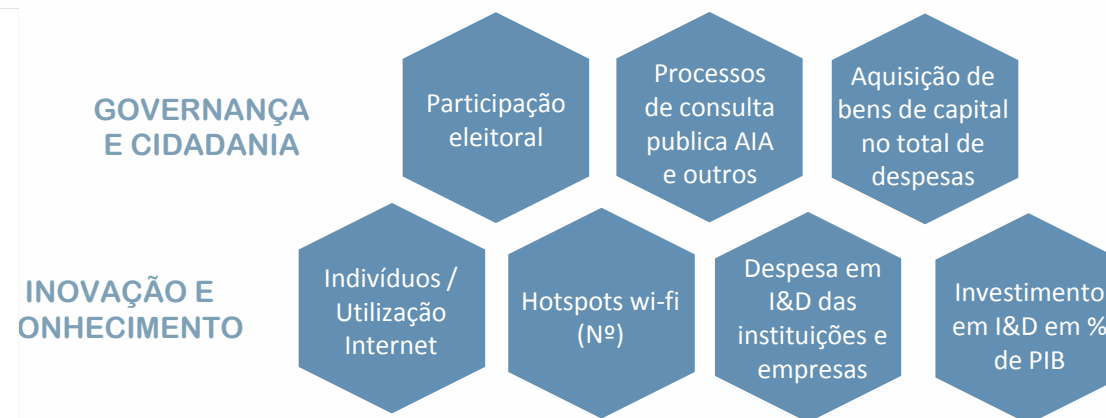 GOVERNANÇA
E CIDADANIA
Participação
eleitoral
Processos
de consulta
publica AIA
e outros
Aquisição de
bens de capital
no total de
despesas
INOVAÇÃO E
ONHECIMENTO
Indivíduos /
Utilização
Internet
Hotspots wi-fi
(Nº)
Despesa em
I&D das
instituições e
empresas
Investimento
em I&D em %
de PIB